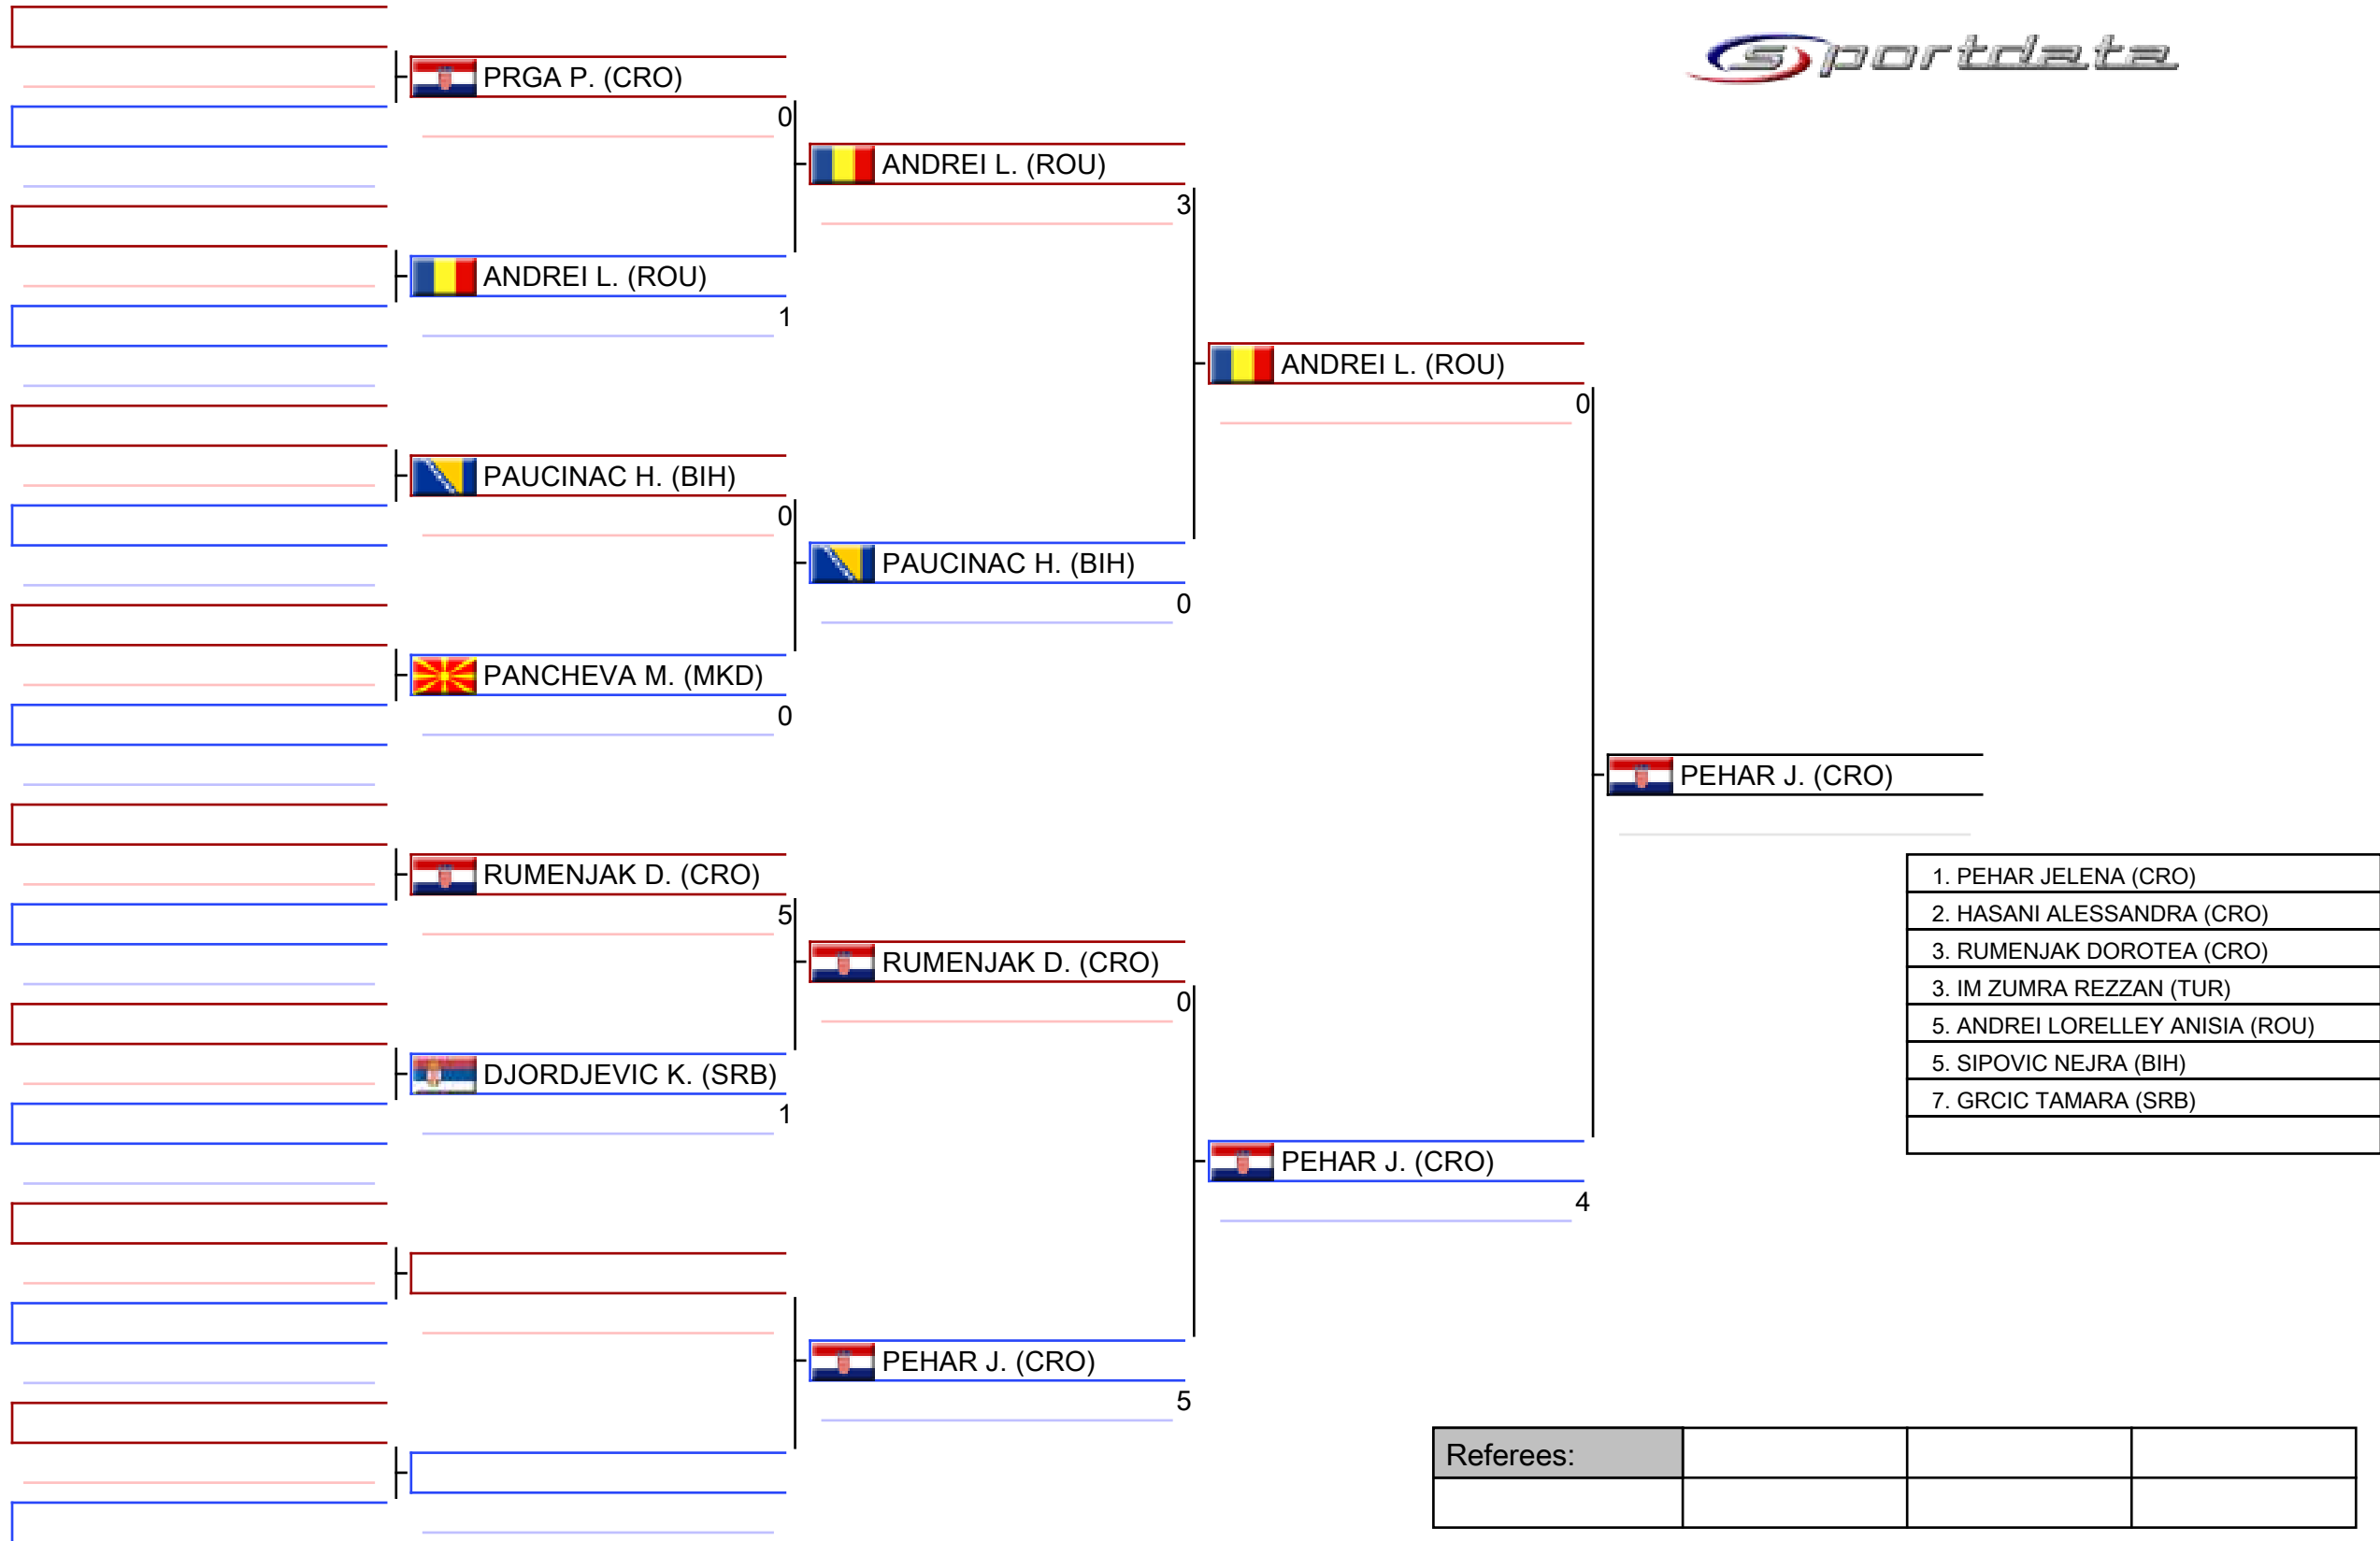 sportdata
PRGA P. (CRO)
0
ANDREI L. (ROU)
3
ANDREI L. (ROU)
1
ANDREI L. (ROU)
0
PAUCINAC H. (BIH)
0
PAUCINAC H. (BIH)
0
PANCHEVA M. (MKD)
0
PEHAR J. (CRO)
RUMENJAK D. (CRO)
5
RUMENJAK D. (CRO)
0
DJORDJEVIC K. (SRB)
1
PEHAR J. (CRO)
4
PEHAR J. (CRO)
5
1. PEHAR JELENA (CRO)
2. HASANI ALESSANDRA (CRO)
3. RUMENJAK DOROTEA (CRO)
3. IM ZUMRA REZZAN (TUR)
5. ANDREI LORELLEY ANISIA (ROU)
5. SIPOVIC NEJRA (BIH)
7. GRCIC TAMARA (SRB)
Referees: